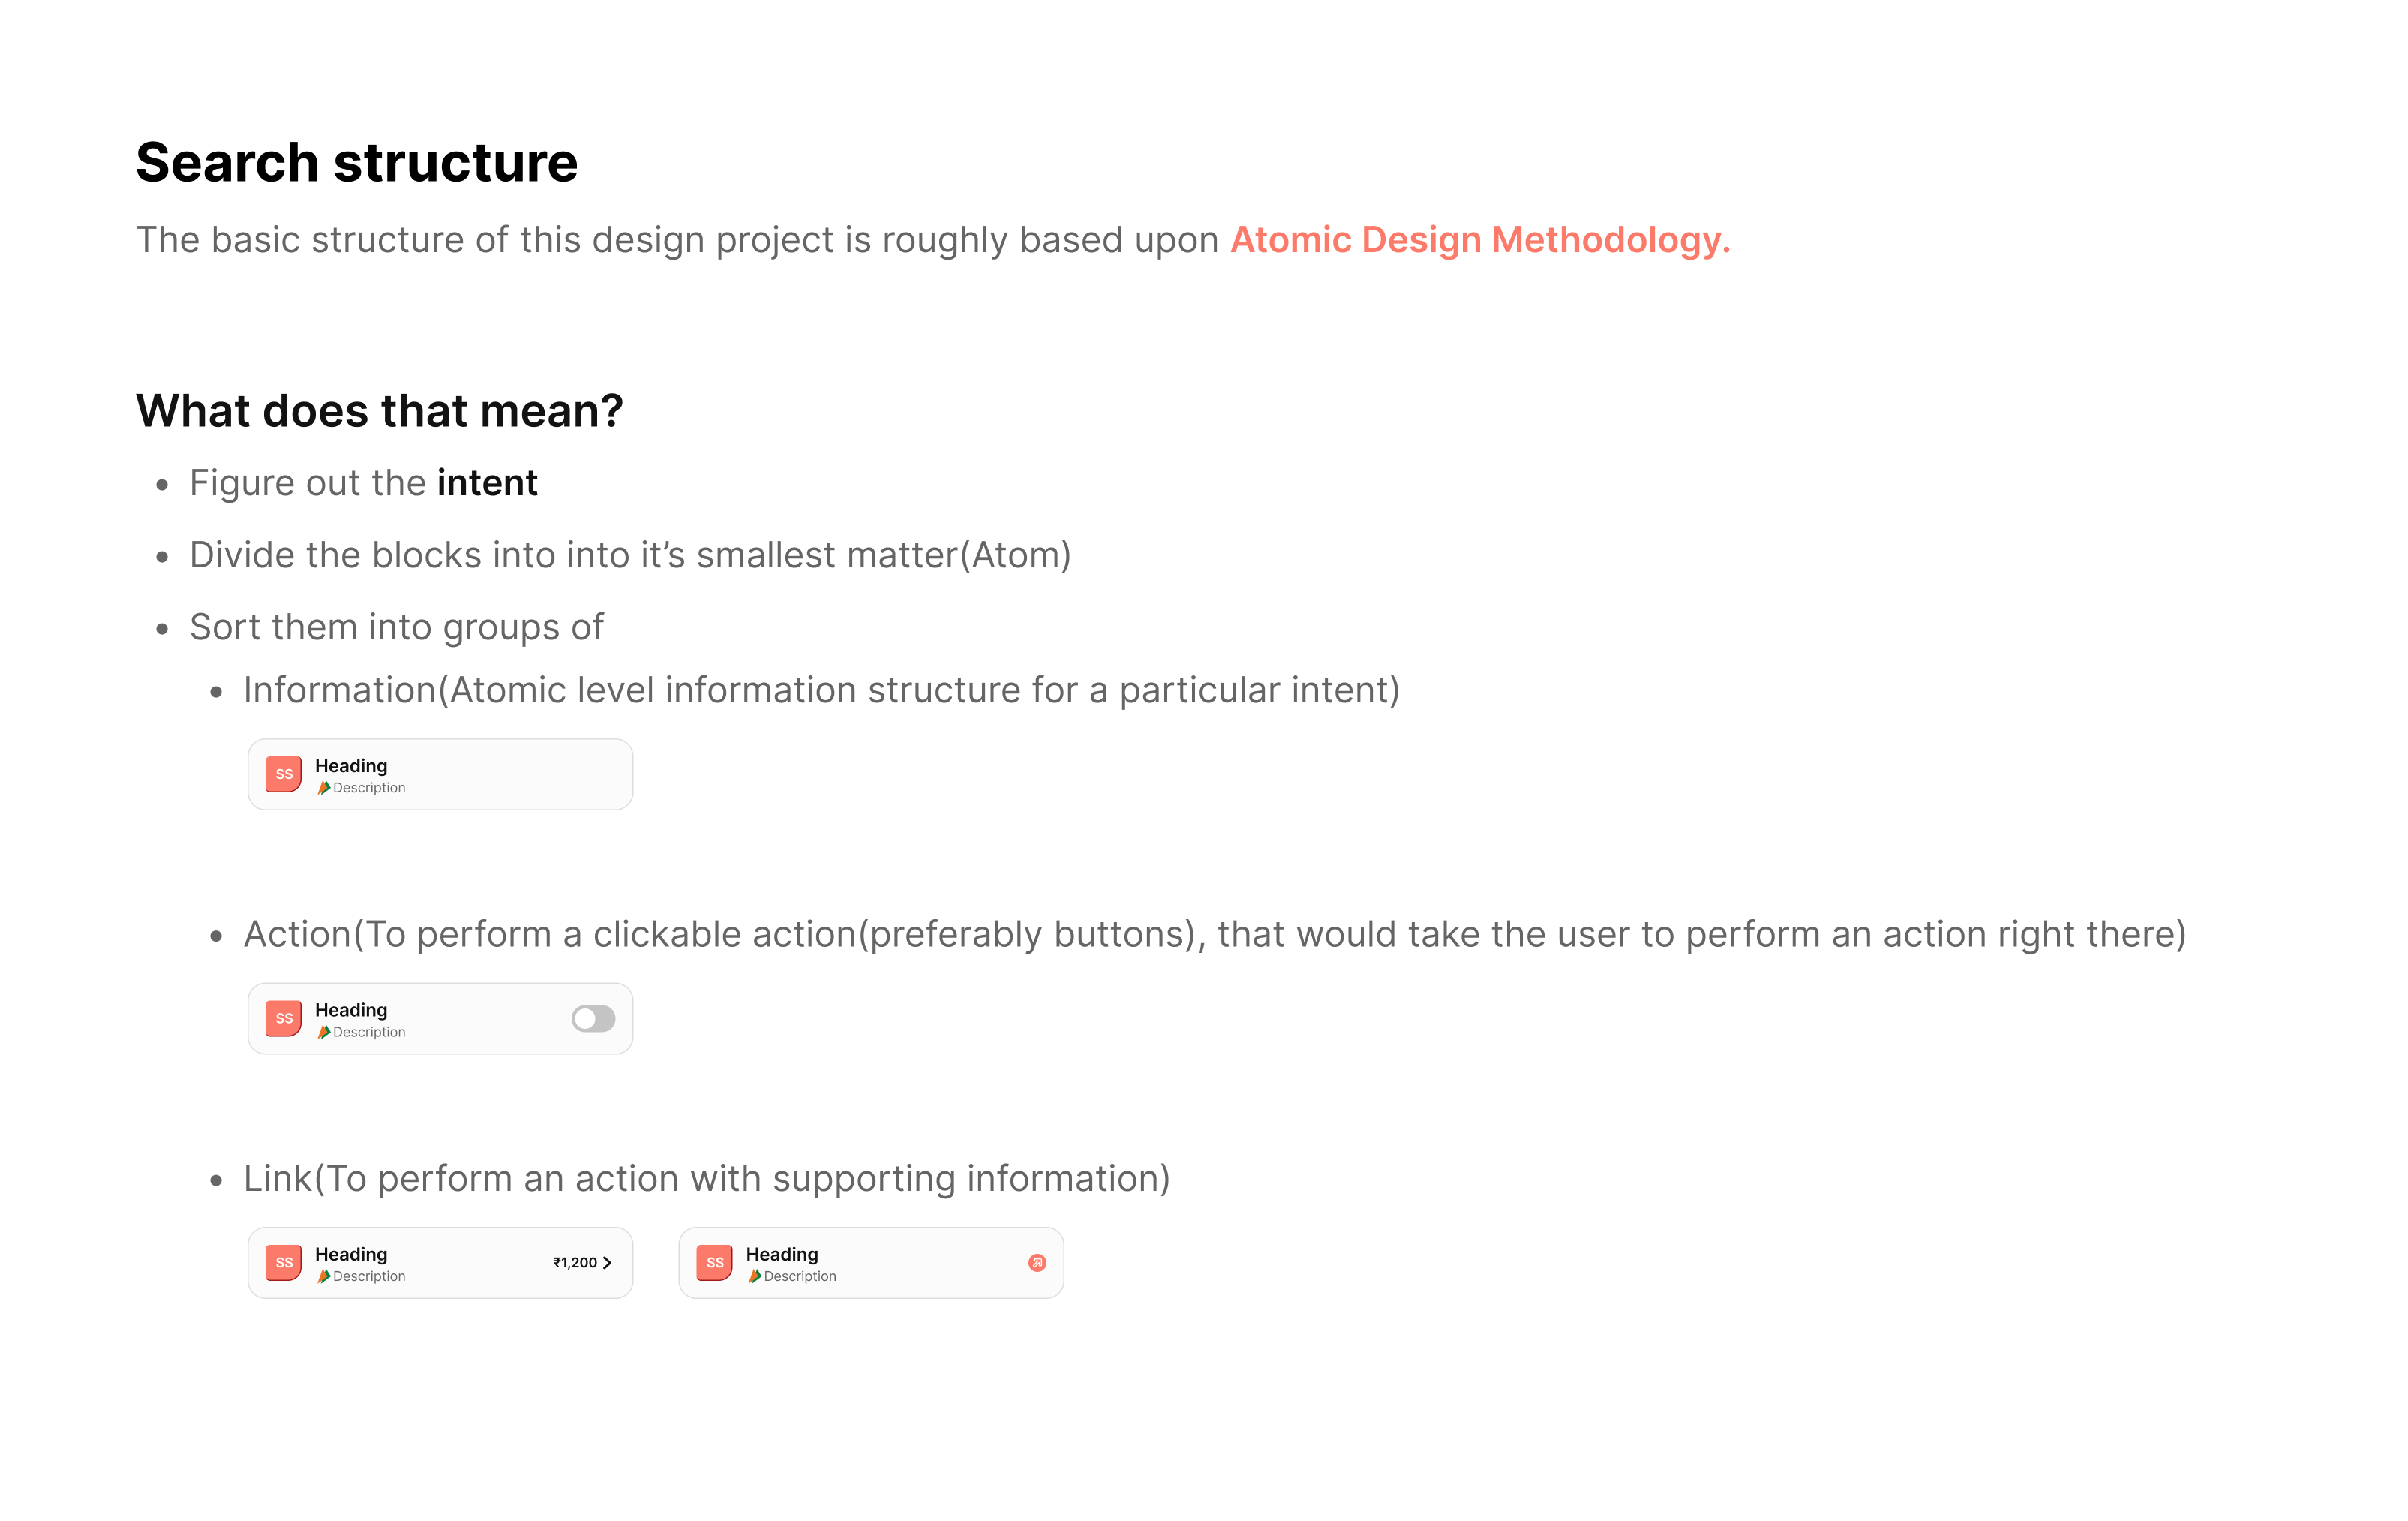 Search structure
The basic structure of this design project is roughly based upon Atomic Design Methodology.
What does that mean?
• Figure out the intent
• Divide the blocks into into it’s smallest matter(Atom)
• Sort them into groups of
• Information(Atomic level information structure for a particular intent)
SS
Heading
Description
• Action(To perform a clickable action(preferably buttons), that would take the user to perform an action right there)
SS
Heading
Description
• Link(To perform an action with supporting information)
SS
Heading
Description
₹1,200
SS
Heading
Description